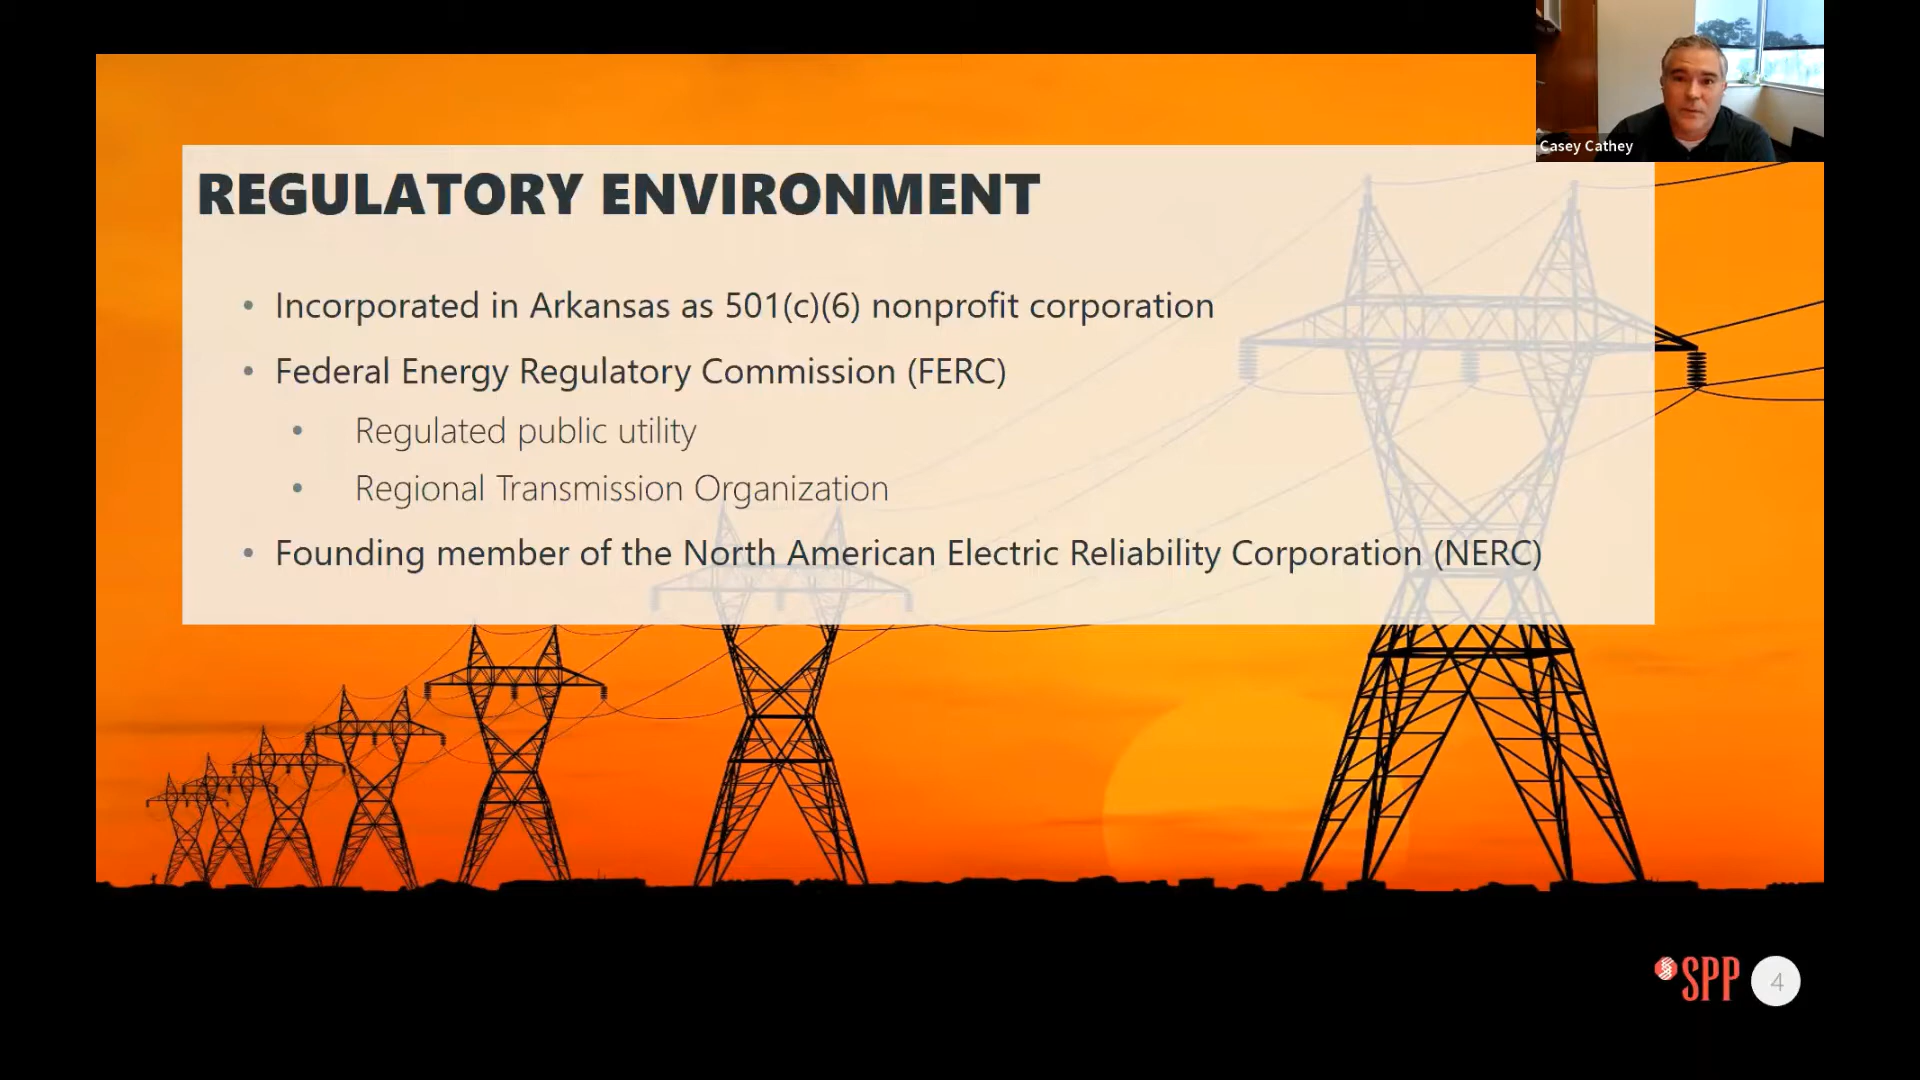 Casey Cathey
REGULATORY ENVIRONMENT
• Incorporated in Arkansas as 501(c)(6) nonprofit corporation
• Federal Energy Regulatory Commission (FERC)
• Regulated public utility
• Regional Transmission Organization
• Founding member of the North American Electric Reliability Corporation (NERC)
SPP
4